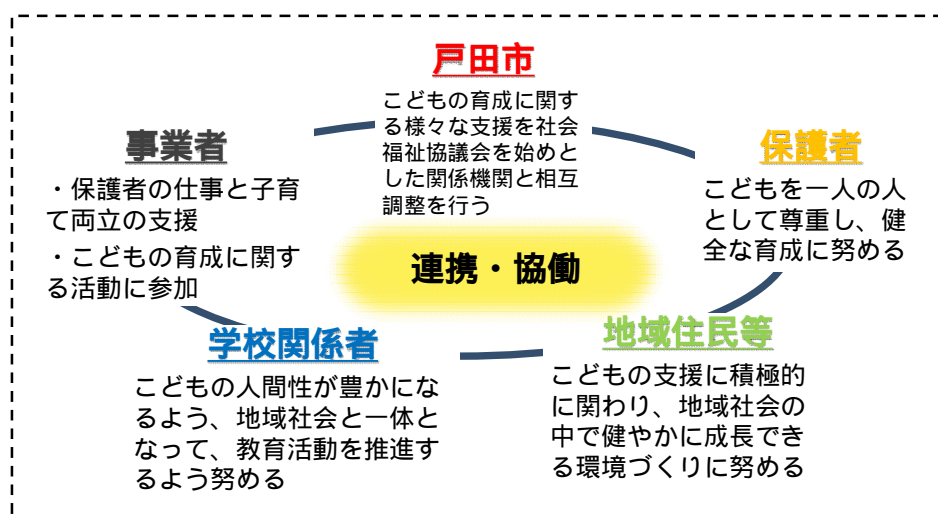 戸田市
こどもの育成に関す
る様々な支援を社会
福祉協議会を始めと
した関係機関と相互
調整を行う
事業者
・保護者の仕事と子育
て両立の支援
・こどもの育成に関す
る活動に参加
保護者
こどもを一人の人
として尊重し、健
全な育成に努める
連携・協働
学校関係者
こどもの人間性が豊かにな
るよう、地域社会と一体と
なって、教育活動を推進す
るよう努める
地域住民等
こどもの支援に積極的
に関わり、地域社会の
中で健やかに成長でき
る環境づくりに努める